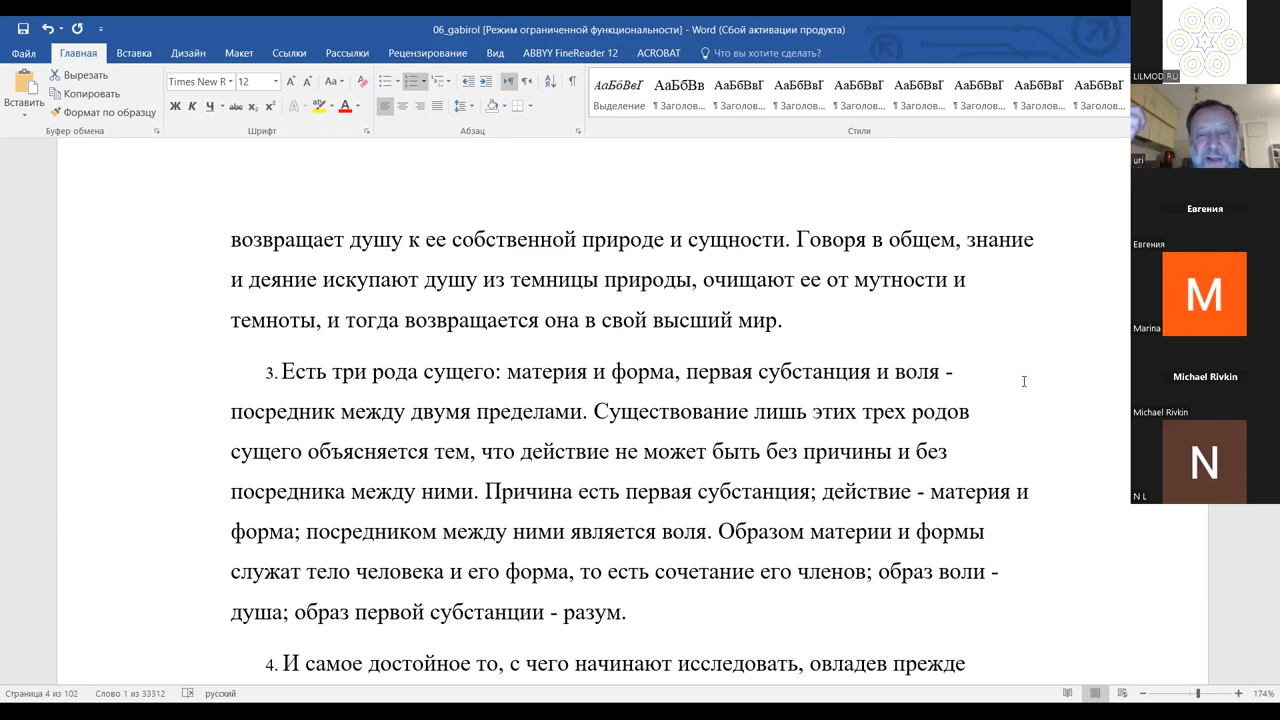 06_gabirol [Режим ограниченной функциональности] - Word (Сбой активации продукта)
Файл Главная Вставка Дизайн Макет Ссылки Рассылки Рецензирование Вид ABBYY FineReader 12 ACROBAT Что вы хотите сделать?
Вставить
Вырезать
Копировать
Формат по образцу
Буфер обмена
Times New R 12
Ж К Ч abc x₂ x²
Шрифт
Абзац
АаБбВеГ АаБбВв АаБбВвГ АаБбВвГ АаБбВвГ АаБбВвГ АаБбВвГ АаБбВвГ АаБбВвГ
Выделение ¶ Заголов... ¶ Заголов... ¶ Заголов... ¶ Заголов... ¶ Заголов... ¶ Заголов... ¶ Заголов... ¶ Заголов...
Стили
возвращает душу к ее собственной природе и сущности. Говоря в общем, знание
и деяние искупают душу из темницы природы, очищают ее от мутности и
темноты, и тогда возвращается она в свой высший мир.
3. Есть три рода сущего: материя и форма, первая субстанция и воля -
посредник между двумя пределами. Существование лишь этих трех родов
сущего объясняется тем, что действие не может быть без причины и без
посредника между ними. Причина есть первая субстанция; действие - материя и
форма; посредником между ними является воля. Образом материи и формы
служат тело человека и его форма, то есть сочетание его членов; образ воли -
душа; образ первой субстанции - разум.
4. И самое достойное то, с чего начинают исследовать, овладев прежде
Страница 4 из 102 Слово 1 из 33312 русский 174%
LILMOD RU
uri
Евгения
Евгения
M
Marina
Michael Rivkin
Michael Rivkin
N
N L